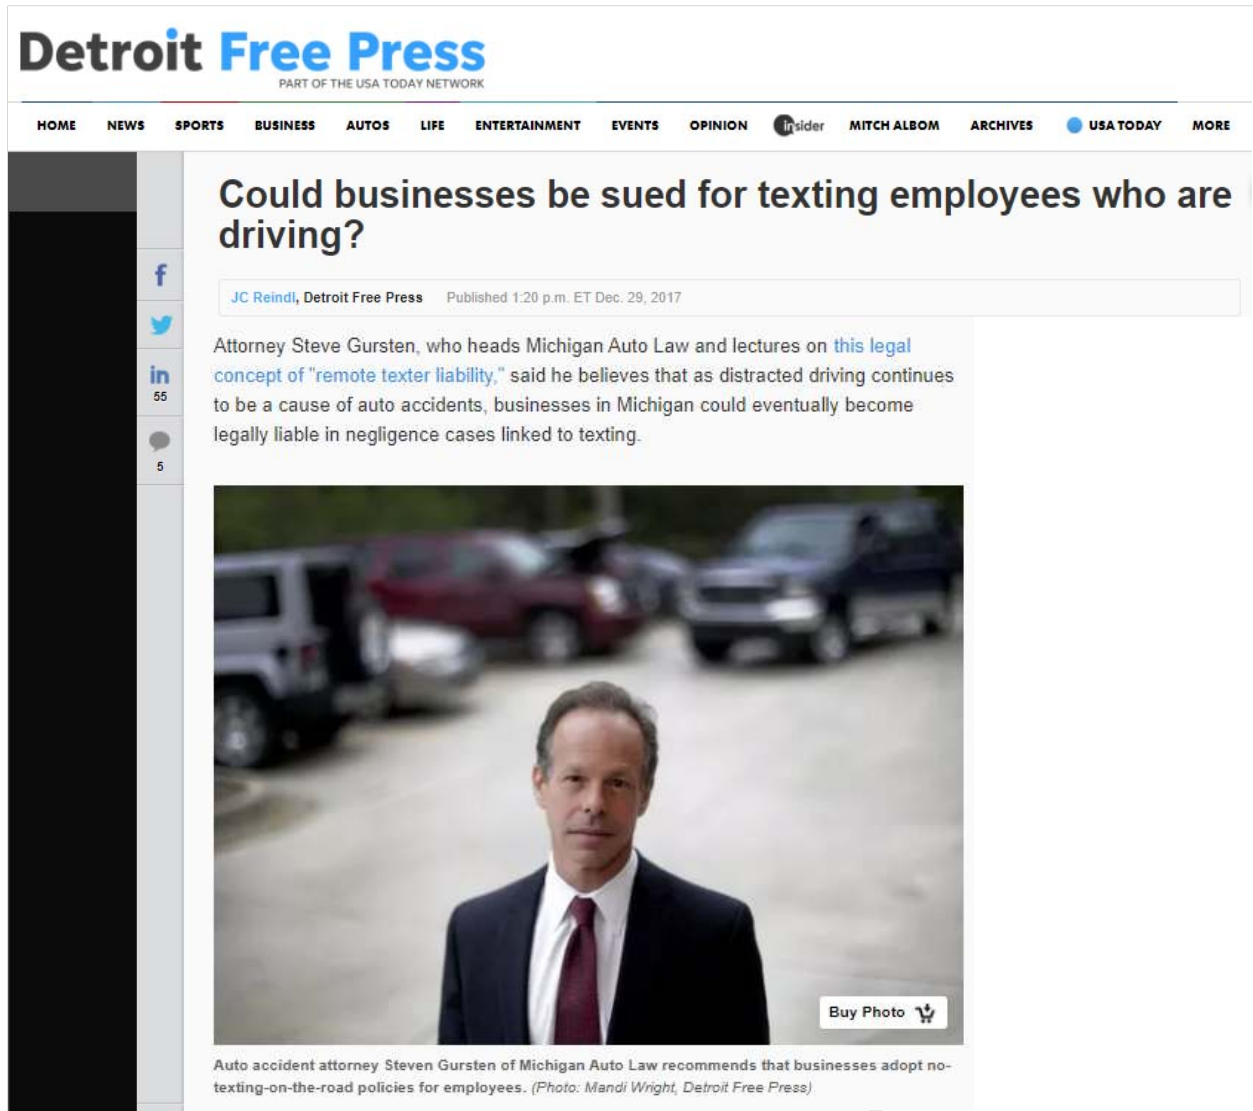 Detroit Free Press
PART OF THE USA TODAY NETWORK
HOME NEWS SPORTS BUSINESS AUTOS LIFE ENTERTAINMENT EVENTS OPINION insider MITCH ALBOM ARCHIVES USA TODAY MORE
Could businesses be sued for texting employees who are
driving?
f
JC Reindl, Detroit Free Press Published 1:20 p.m. ET Dec. 29, 2017
Attorney Steve Gursten, who heads Michigan Auto Law and lectures on this legal
in
concept of "remote texter liability," said he believes that as distracted driving continues
55
to be a cause of auto accidents, businesses in Michigan could eventually become
legally liable in negligence cases linked to texting.
5
Buy Photo
Auto accident attorney Steven Gursten of Michigan Auto Law recommends that businesses adopt no-
texting-on-the-road policies for employees. (Photo: Mandi Wright, Detroit Free Press)